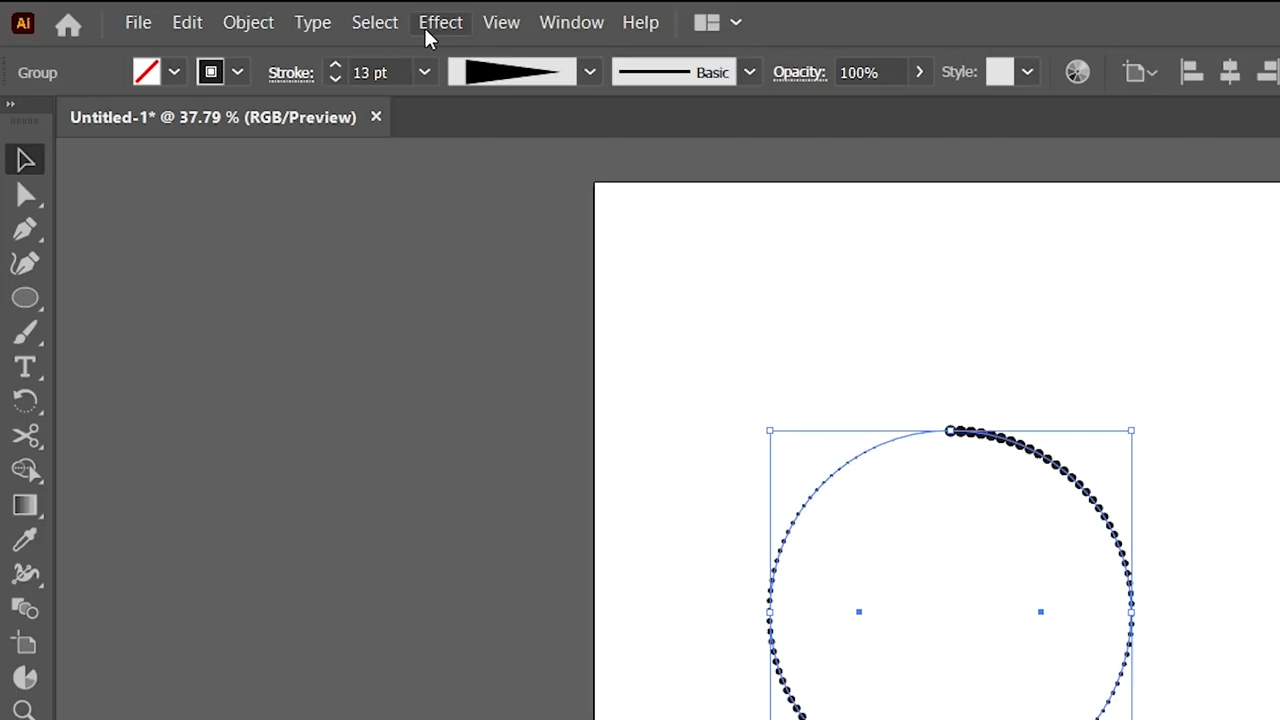 Ai File Edit Object Type Select Effect View Window Help
Group Stroke: 13 pt Basic Opacity: 100% Style:
Untitled-1* @ 37.79 % (RGB/Preview)
T